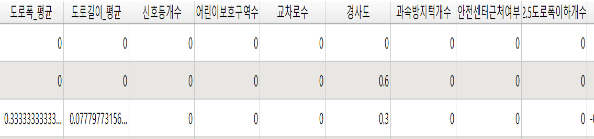 도로폭_평균 도로길이_평균 신호등개수 어린이보호구역수 교차로수 경사도 과속방지턱개수 안전센터근처여부 2.5도로폭이하개수
0 0 0 0 0 0 0 0 0
0 0 0 0 0 0.6 0 0 0
0.33333333333... 0.07779773156... 0 0 0 0.3 0 0 0